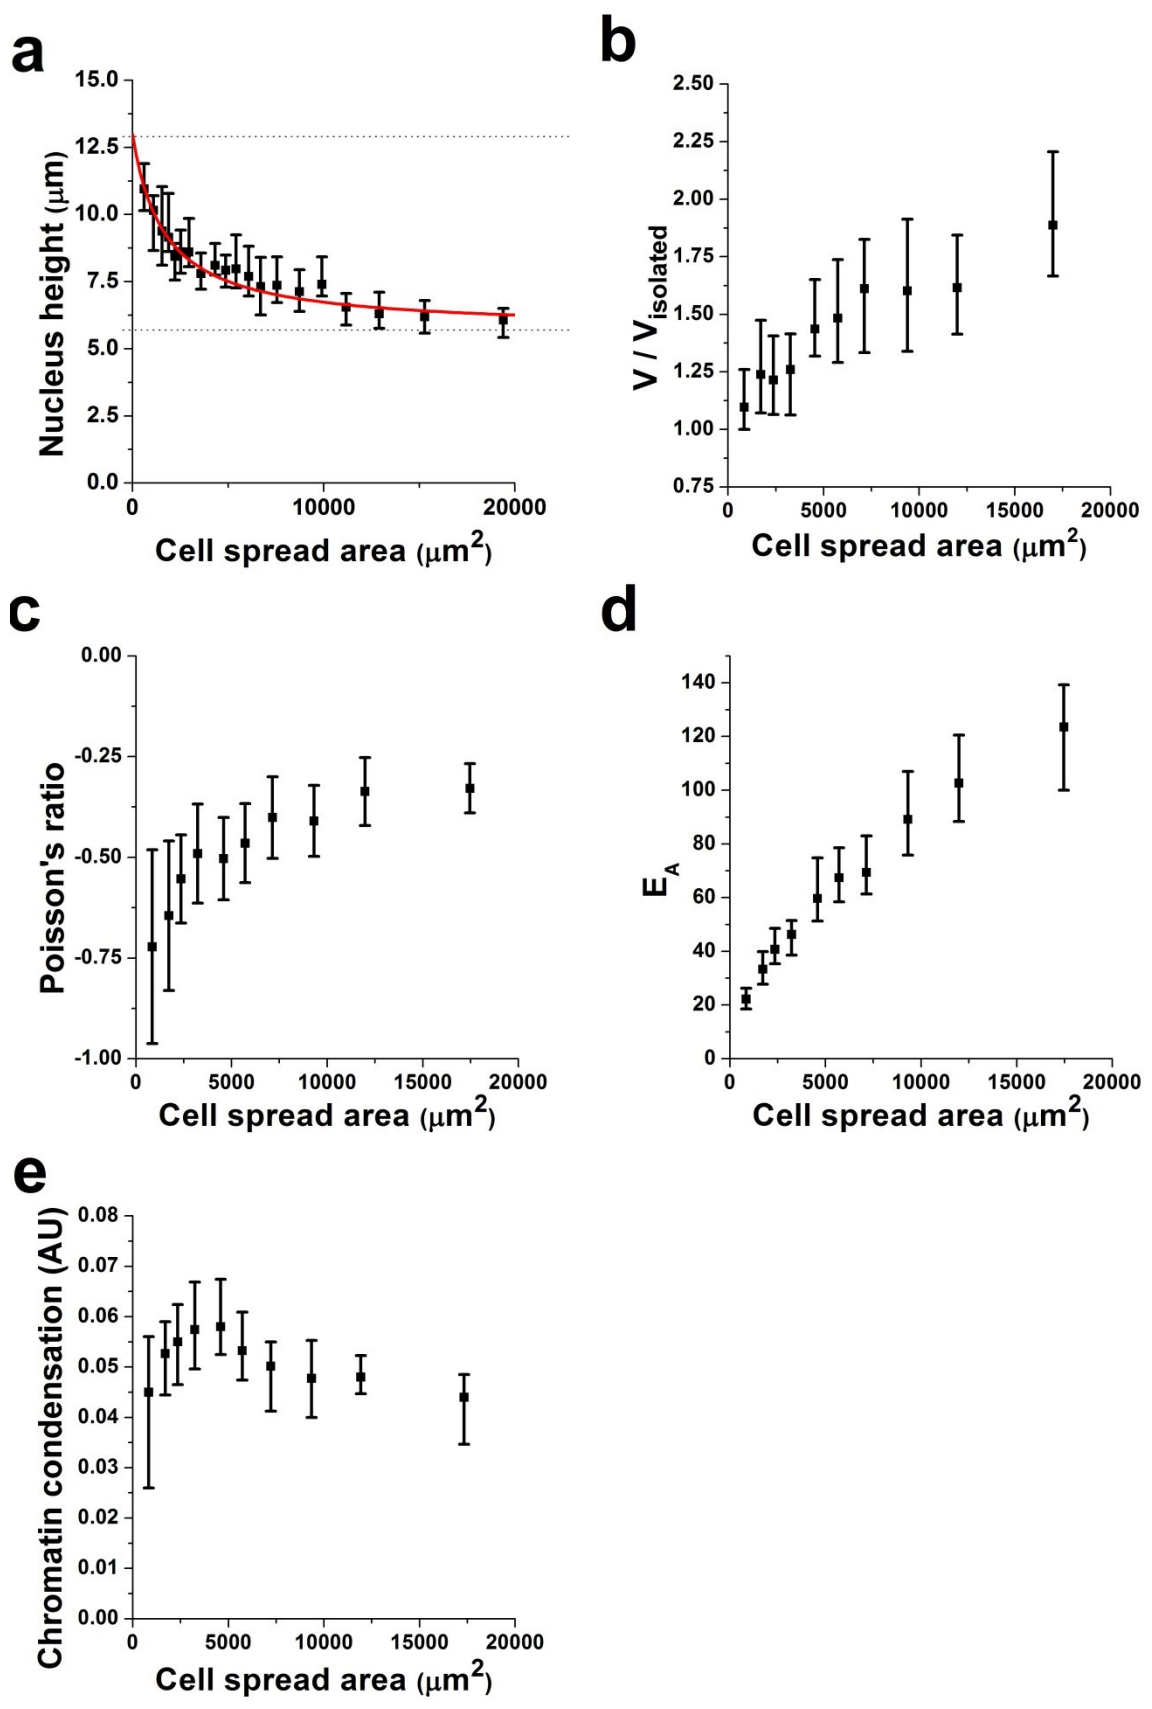 a
15.0
12.5
10.0
7.5
5.0
2.5
0.0
Nucleus height (μm)
0 10000 20000
Cell spread area (μm²)
b
2.50
2.25
2.00
1.75
1.50
1.25
1.00
0.75
V / Visolated
0 5000 10000 15000 20000
Cell spread area (μm²)
c
0.00
-0.25
-0.50
-0.75
-1.00
Poisson's ratio
0 5000 10000 15000 20000
Cell spread area (μm²)
d
140
120
100
80
60
40
20
0
EA
0 5000 10000 15000 20000
Cell spread area (μm²)
e
0.08
0.07
0.06
0.05
0.04
0.03
0.02
0.01
0.00
Chromatin condensation (AU)
0 5000 10000 15000 20000
Cell spread area (μm²)